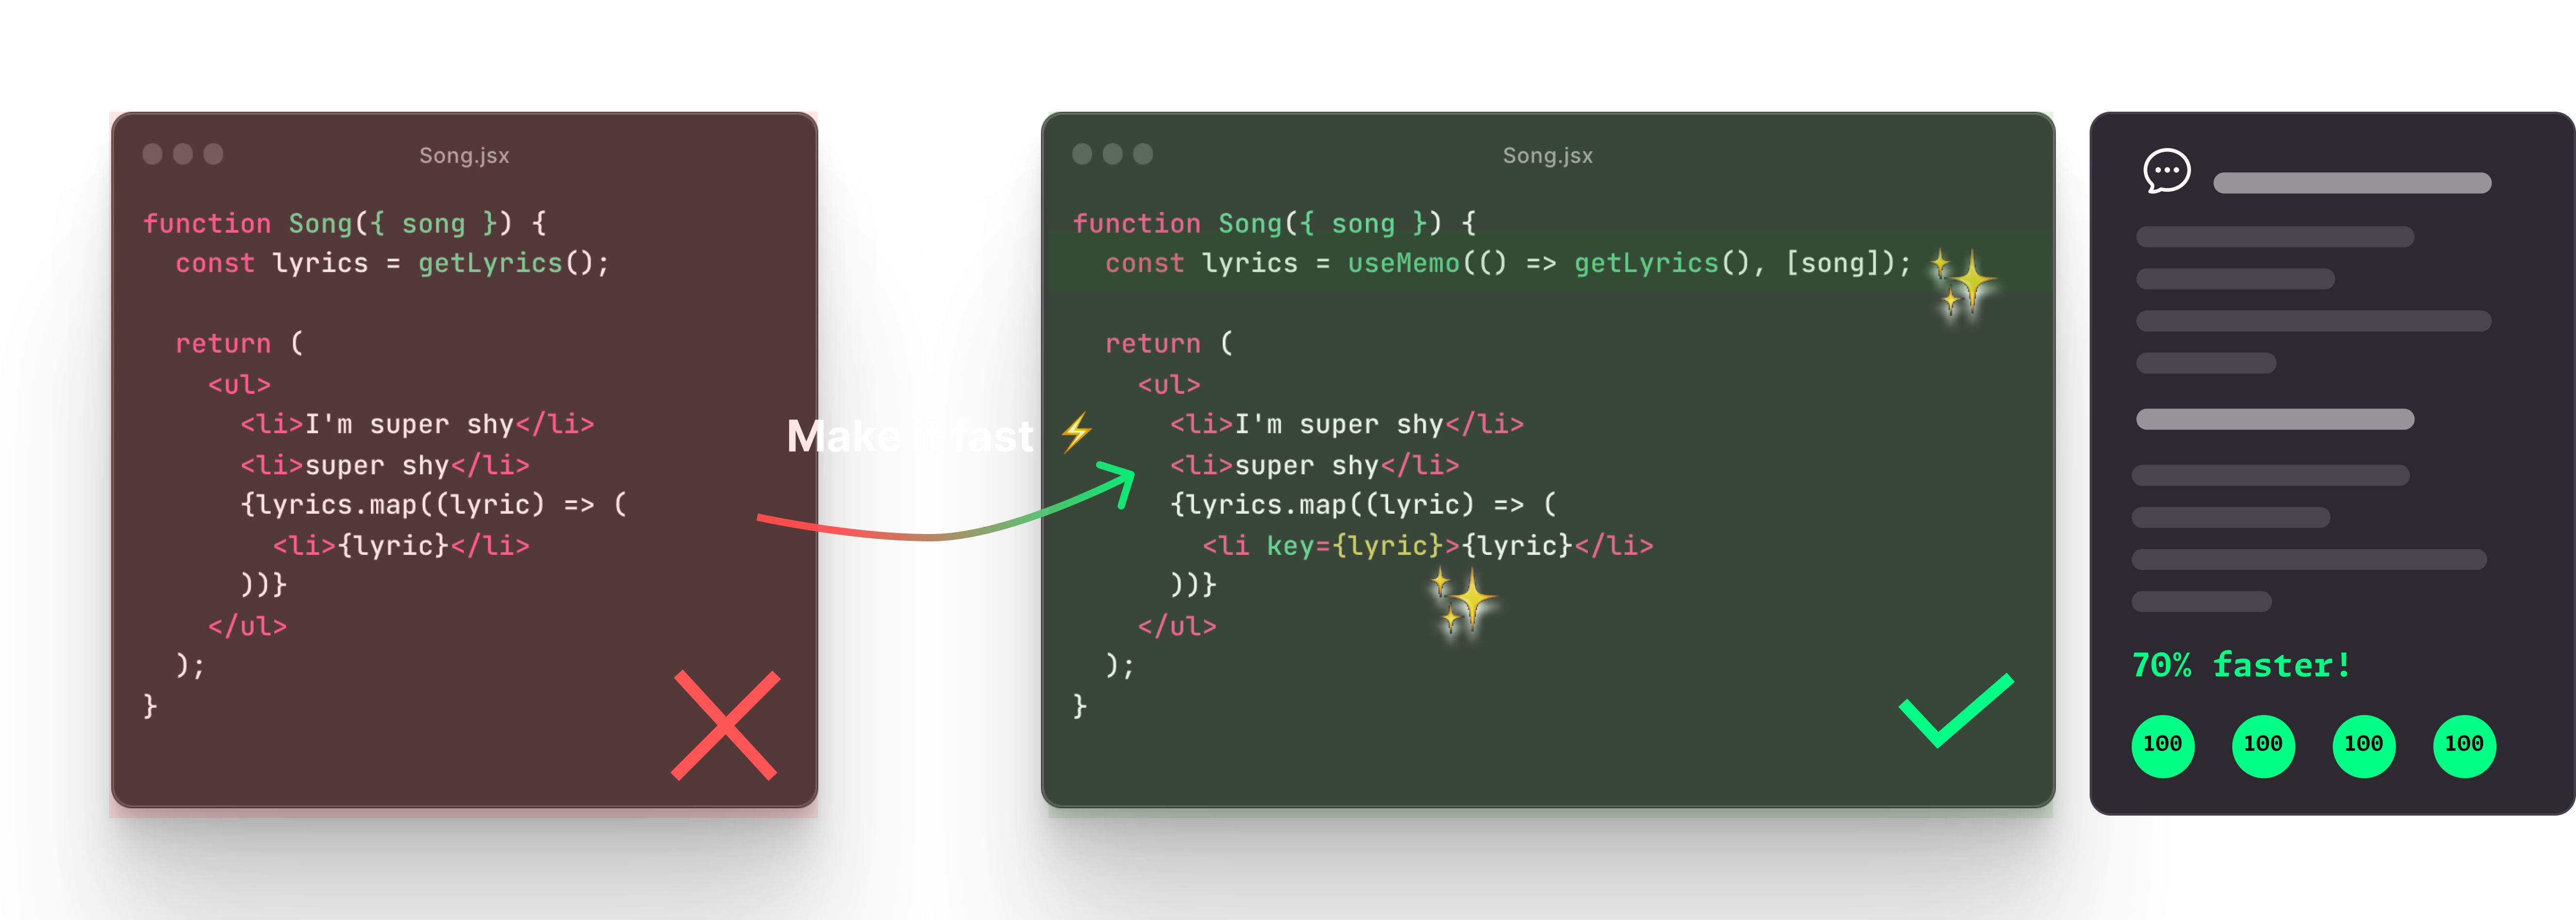 Song.jsx
function Song({ song }) {
  const lyrics = getLyrics();
  return (
    <ul>
      <li>I'm super shy</li>
      <li>super shy</li>
      {lyrics.map((lyric) => (
        <li>{lyric}</li>
      ))}
    </ul>
  );
}
Make it fast ⚡
Song.jsx
function Song({ song }) {
  const lyrics = useMemo(() => getLyrics(), [song]);
  return (
    <ul>
      <li>I'm super shy</li>
      <li>super shy</li>
      {lyrics.map((lyric) => (
        <li key={lyric}>{lyric}</li>
      ))}
    </ul>
  );
}
70% faster!
100 100 100 100